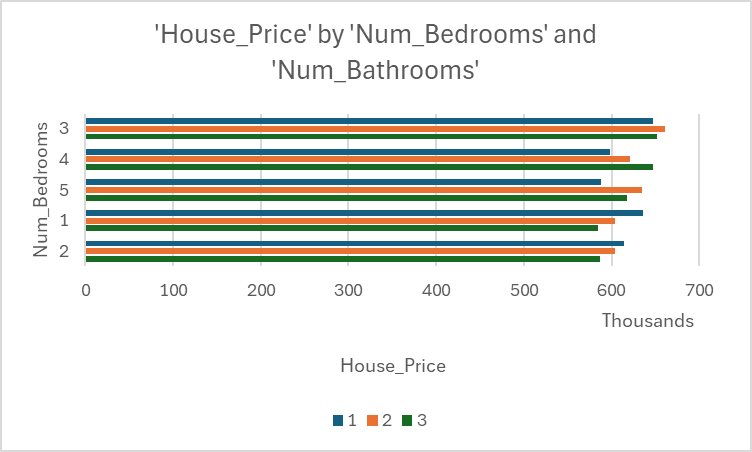 'House_Price' by 'Num_Bedrooms' and
'Num_Bathrooms'
Num_Bedrooms
3
4
5
1
2
0 100 200 300 400 500 600 700
Thousands
House_Price
1 2 3